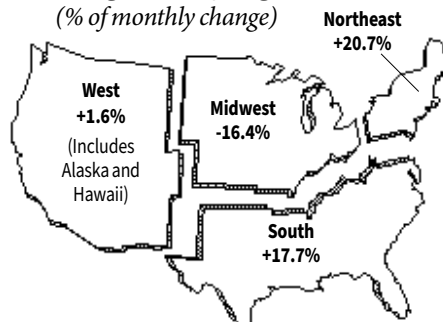 (% of monthly change)
Northeast
+20.7%
West
+1.6%
(Includes
Alaska and
Hawaii)
Midwest
-16.4%
South
+17.7%